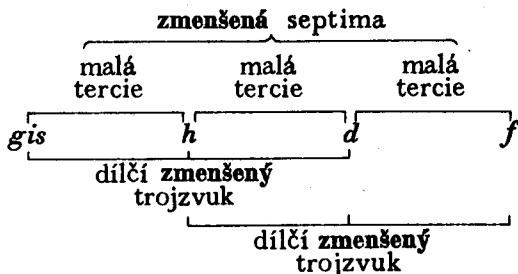 zmenšená septima
malá malá malá
tercie tercie tercie
gis h d f
dílčí zmenšený
trojzvuk
dílčí zmenšený
trojzvuk